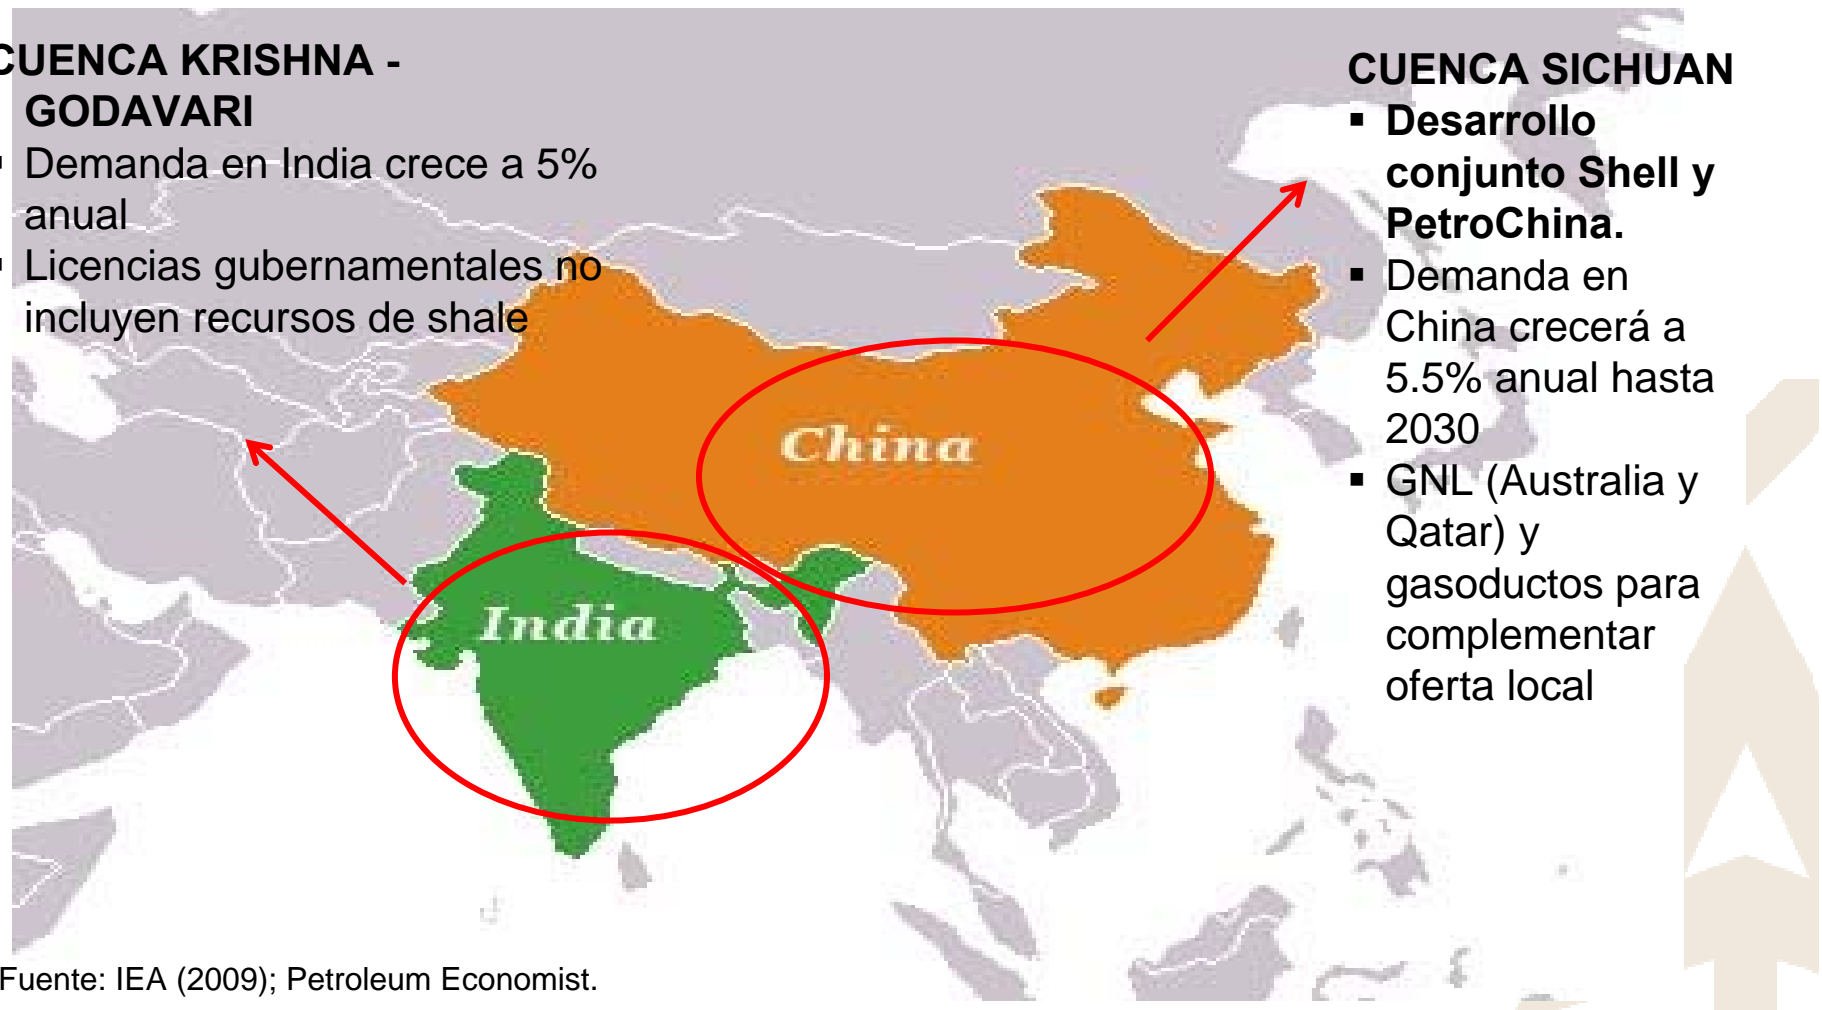 CUENCA KRISHNA -
GODAVARI
▪ Demanda en India crece a 5%
anual
▪ Licencias gubernamentales no
incluyen recursos de shale
CUENCA SICHUAN
▪ Desarrollo
conjunto Shell y
PetroChina.
▪ Demanda en
China crecerá a
5.5% anual hasta
2030
▪ GNL (Australia y
Qatar) y
gasoductos para
complementar
oferta local
China
India
Fuente: IEA (2009); Petroleum Economist.